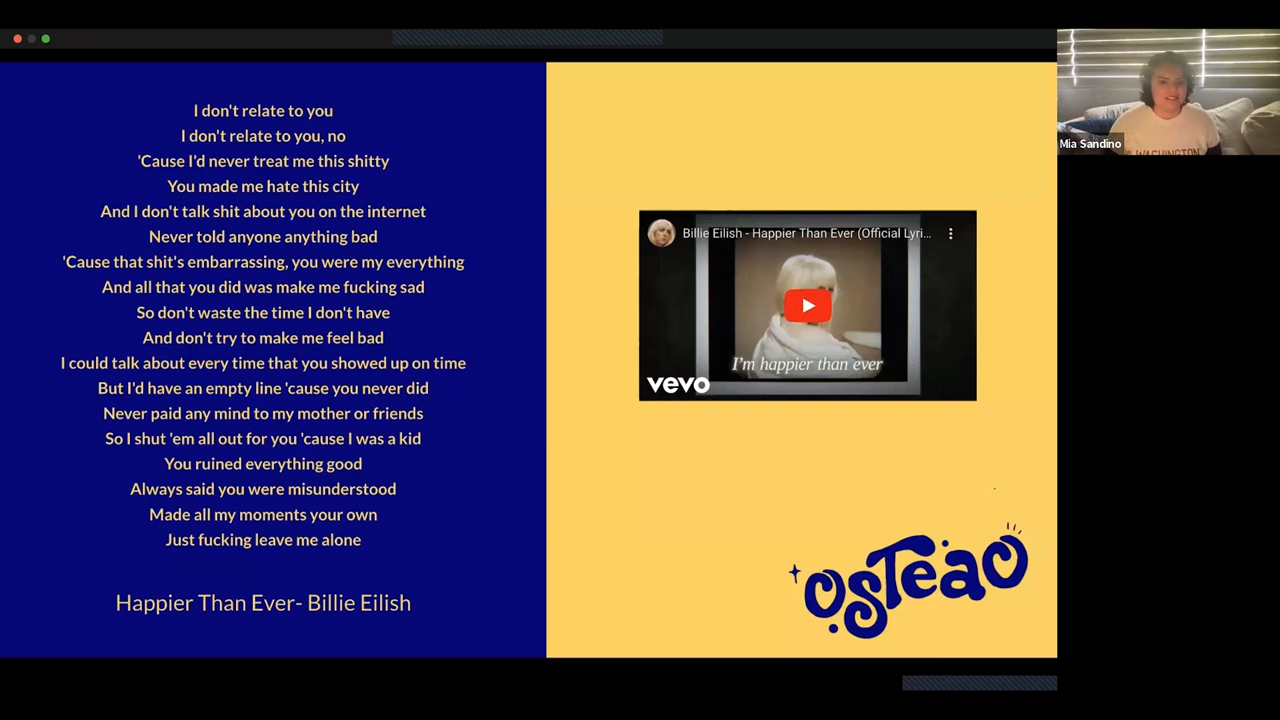 I don't relate to you
I don't relate to you, no
'Cause I'd never treat me this shitty
You made me hate this city
And I don't talk shit about you on the internet
Never told anyone anything bad
'Cause that shit's embarrassing, you were my everything
And all that you did was make me fucking sad
So don't waste the time I don't have
And don't try to make me feel bad
I could talk about every time that you showed up on time
But I'd have an empty line 'cause you never did
Never paid any mind to my mother or friends
So I shut 'em all out for you 'cause I was a kid
You ruined everything good
Always said you were misunderstood
Made all my moments your own
Just fucking leave me alone
Happier Than Ever- Billie Eilish
Billie Eilish - Happier Than Ever (Official Lyri...
I'm happier than ever
vevo
OSTEAO
Mia Sandino
WASHINGTON